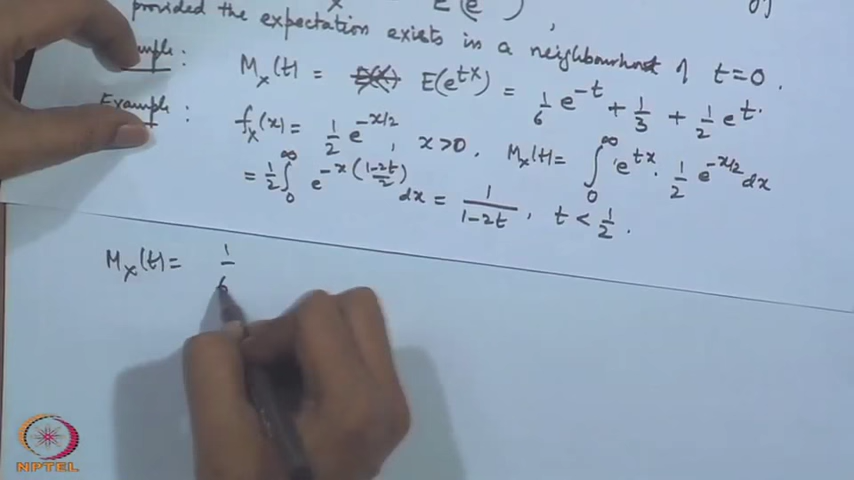 provided the expectation exists in a neighbourhood of t=0.
ample :
M_X(t) = E(e^{tX}) = 1/6 e^{-t} + 1/3 + 1/2 e^{t}.
Example :
f_X(x) = 1/2 e^{-x/2}, x>0. M_X(t) = ∫_0^∞ e^{tx}. 1/2 e^{-x/2} dx
= 1/2 ∫_0^∞ e^{-x((1-2t)/2)} dx = 1/(1-2t), t < 1/2.
M_X(t) = 1/6
NPTEL